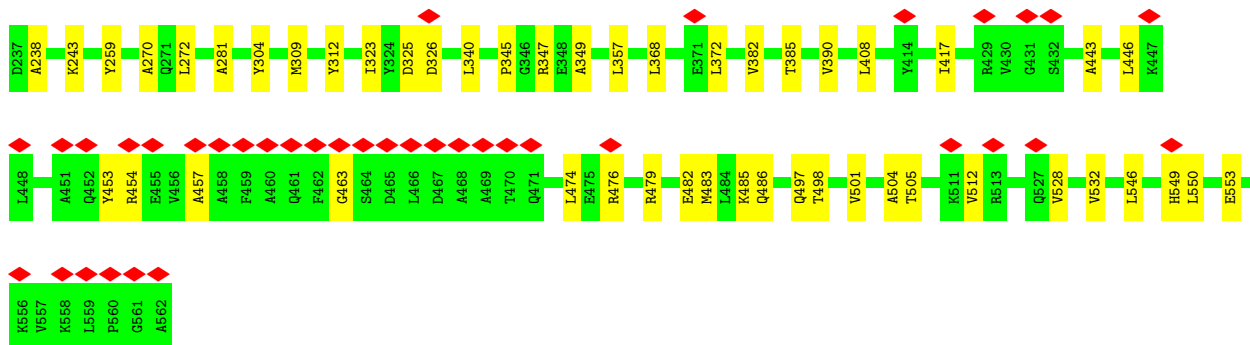 D237 A238 K243 Y259 A270 Q271 L272 A281 Y304 M309 Y312 I323 Y324 D325 D326 L340 P345 G346 R347 E348 A349 L357 L368 E371 L372 V382 T385 V390 L408 Y414 I417 R429 V430 G431 S432 A443 L446 K447
L448 A451 Q452 Y453 R454 E455 V456 A457 A458 F459 A460 Q461 F462 G463 S464 D465 L466 D467 A468 A469 T470 Q471 L474 E475 R476 R479 E482 M483 L484 K485 Q486 Q497 T498 V501 A504 T505 K511 V512 R513 Q527 V528 V532 L546 H549 L550 E553
K556 V557 K558 L559 P560 G561 A562